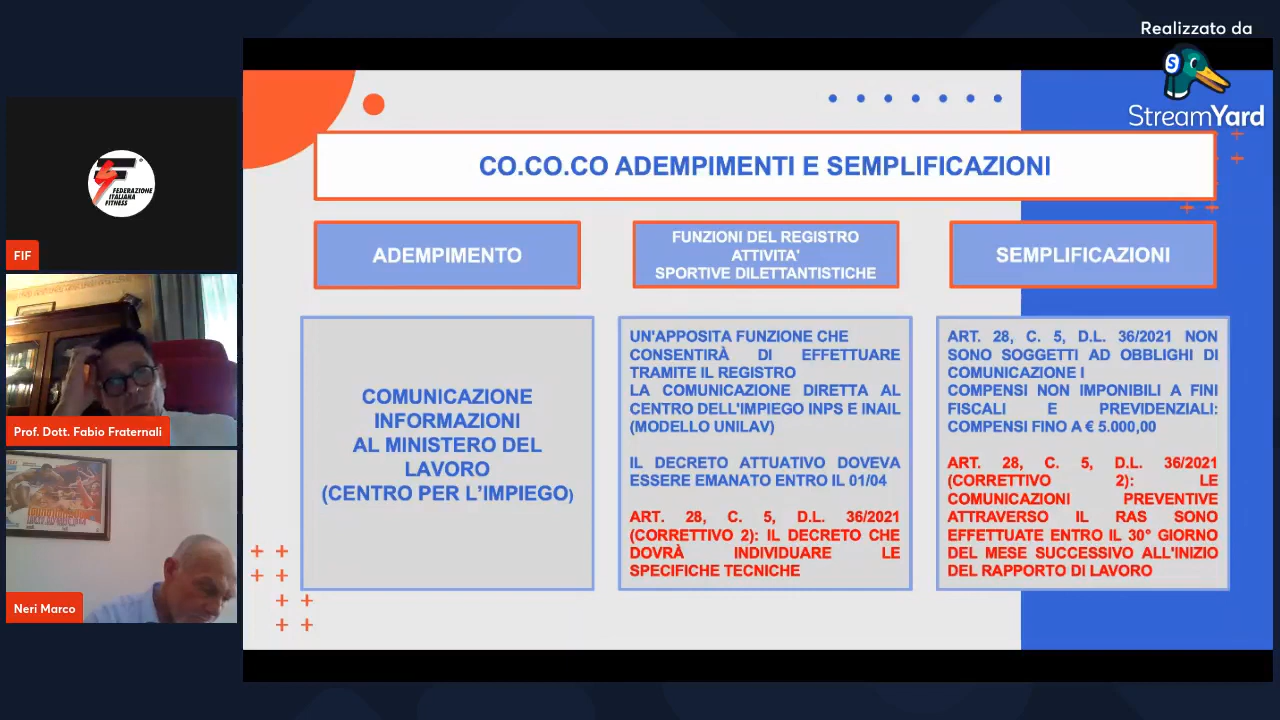 Realizzato da
StreamYard
FEDERAZIONE
ITALIANA
FITNESS
FIF
Prof. Dott. Fabio Fraternali
Neri Marco
CO.CO.CO ADEMPIMENTI E SEMPLIFICAZIONI
ADEMPIMENTO
FUNZIONI DEL REGISTRO
ATTIVITA'
SPORTIVE DILETTANTISTICHE
SEMPLIFICAZIONI
COMUNICAZIONE
INFORMAZIONI
AL MINISTERO DEL
LAVORO
(CENTRO PER L'IMPIEGO)
UN'APPOSITA FUNZIONE CHE
CONSENTIRÀ DI EFFETTUARE
TRAMITE IL REGISTRO
LA COMUNICAZIONE DIRETTA AL
CENTRO DELL'IMPIEGO INPS E INAIL
(MODELLO UNILAV)
IL DECRETO ATTUATIVO DOVEVA
ESSERE EMANATO ENTRO IL 01/04
ART. 28, C. 5, D.L. 36/2021
(CORRETTIVO 2): IL DECRETO CHE
DOVRÀ INDIVIDUARE LE
SPECIFICHE TECNICHE
ART. 28, C. 5, D.L. 36/2021 NON
SONO SOGGETTI AD OBBLIGHI DI
COMUNICAZIONE I
COMPENSI NON IMPONIBILI A FINI
FISCALI E PREVIDENZIALI:
COMPENSI FINO A € 5.000,00
ART. 28, C. 5, D.L. 36/2021
(CORRETTIVO 2): LE
COMUNICAZIONI PREVENTIVE
ATTRAVERSO IL RAS SONO
EFFETTUATE ENTRO IL 30° GIORNO
DEL MESE SUCCESSIVO ALL'INIZIO
DEL RAPPORTO DI LAVORO